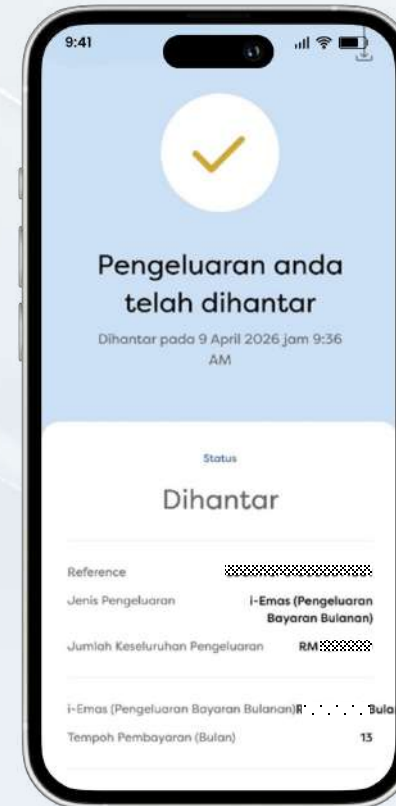 9:41
Pengeluaran anda
telah dihantar
Dihantar pada 9 April 2026 jam 9:36
AM
Status
Dihantar
Reference
Jenis Pengeluaran i-Emas (Pengeluaran
Bayaran Bulanan)
Jumlah Keseluruhan Pengeluaran RM
i-Emas (Pengeluaran Bayaran Bulanan)
Tempoh Pembayaran (Bulan) 13